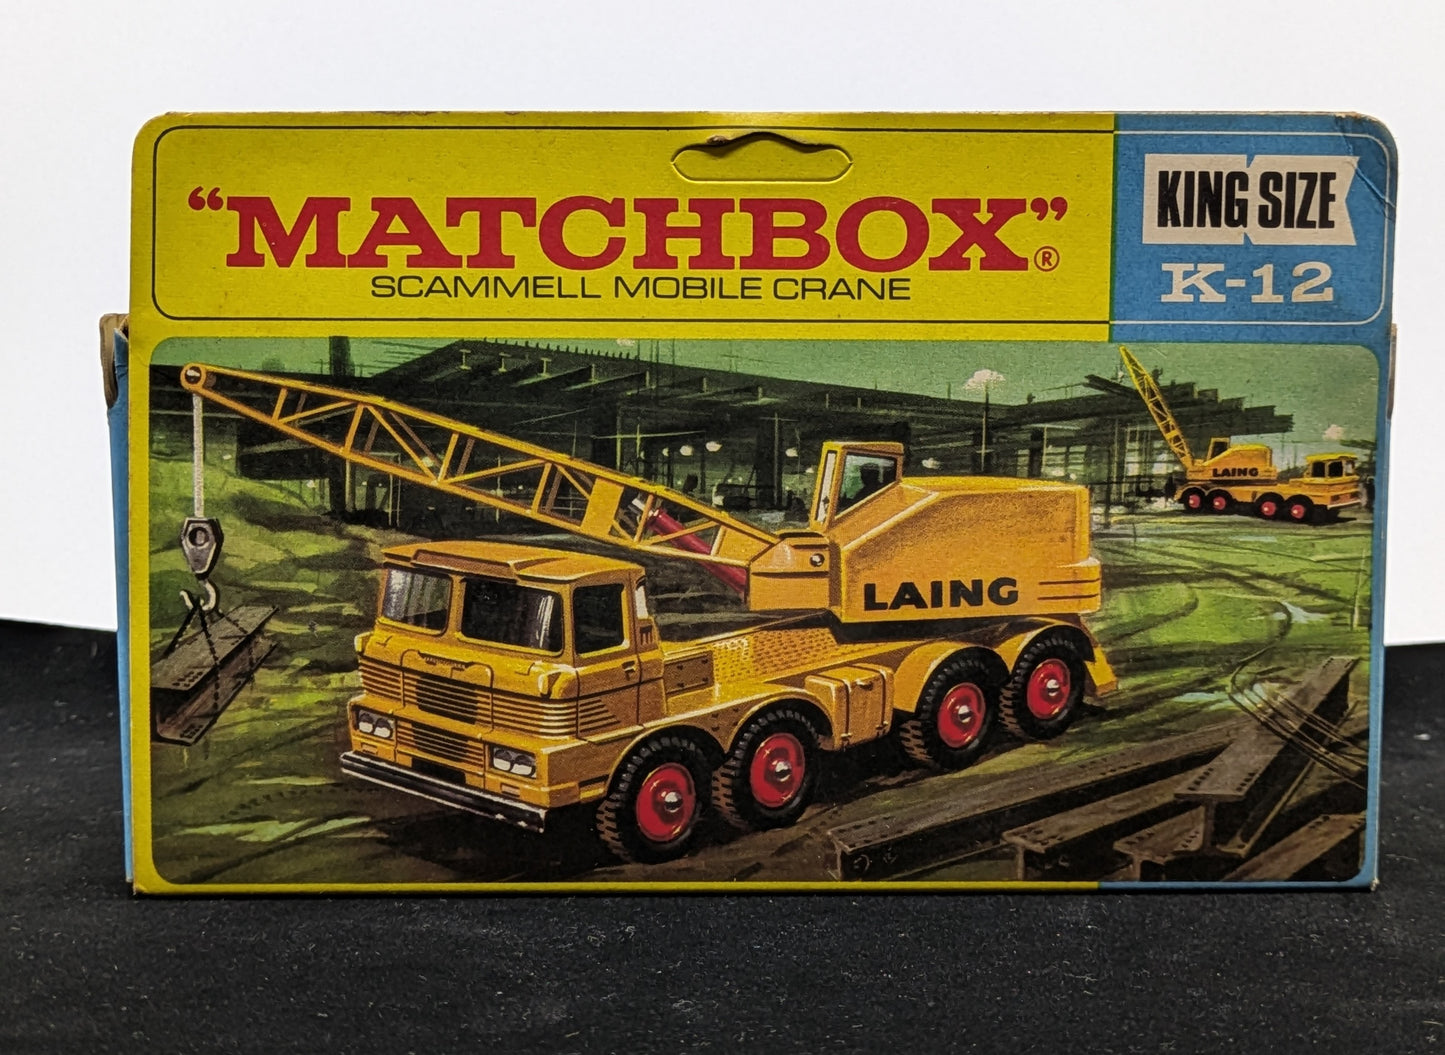 "MATCHBOX"®
SCAMMELL MOBILE CRANE
KING SIZE
K-12
LAING
LAING